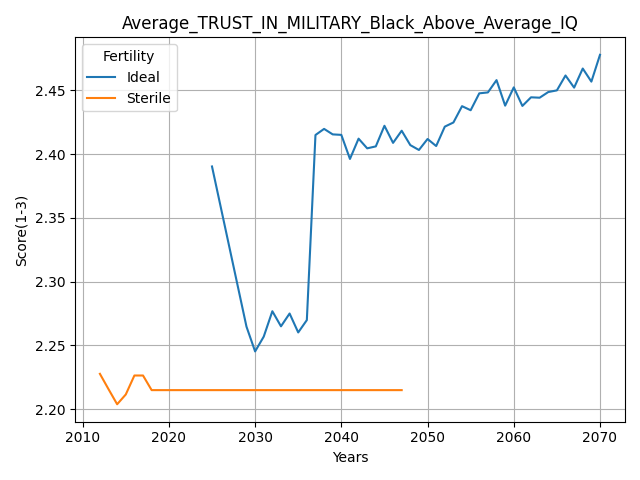 Average_TRUST_IN_MILITARY_Black_Above_Average_IQ
Fertility
Ideal
Sterile
Score(1-3)
2.45
2.40
2.35
2.30
2.25
2.20
2010 2020 2030 2040 2050 2060 2070
Years